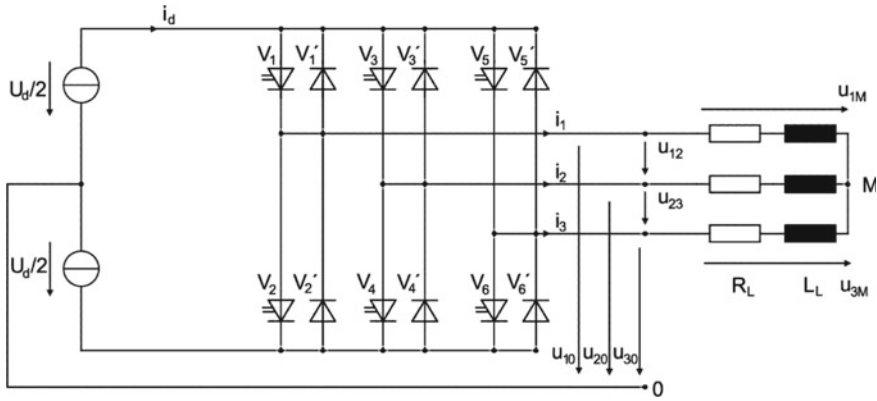 i_d
V_1 V_1´ V_3 V_3´ V_5 V_5´
U_d/2
u_1M
i_1
u_12
i_2
M
u_23
i_3
U_d/2
V_2 V_2´ V_4 V_4´ V_6 V_6´
R_L L_L u_3M
u_10 u_20 u_30
0